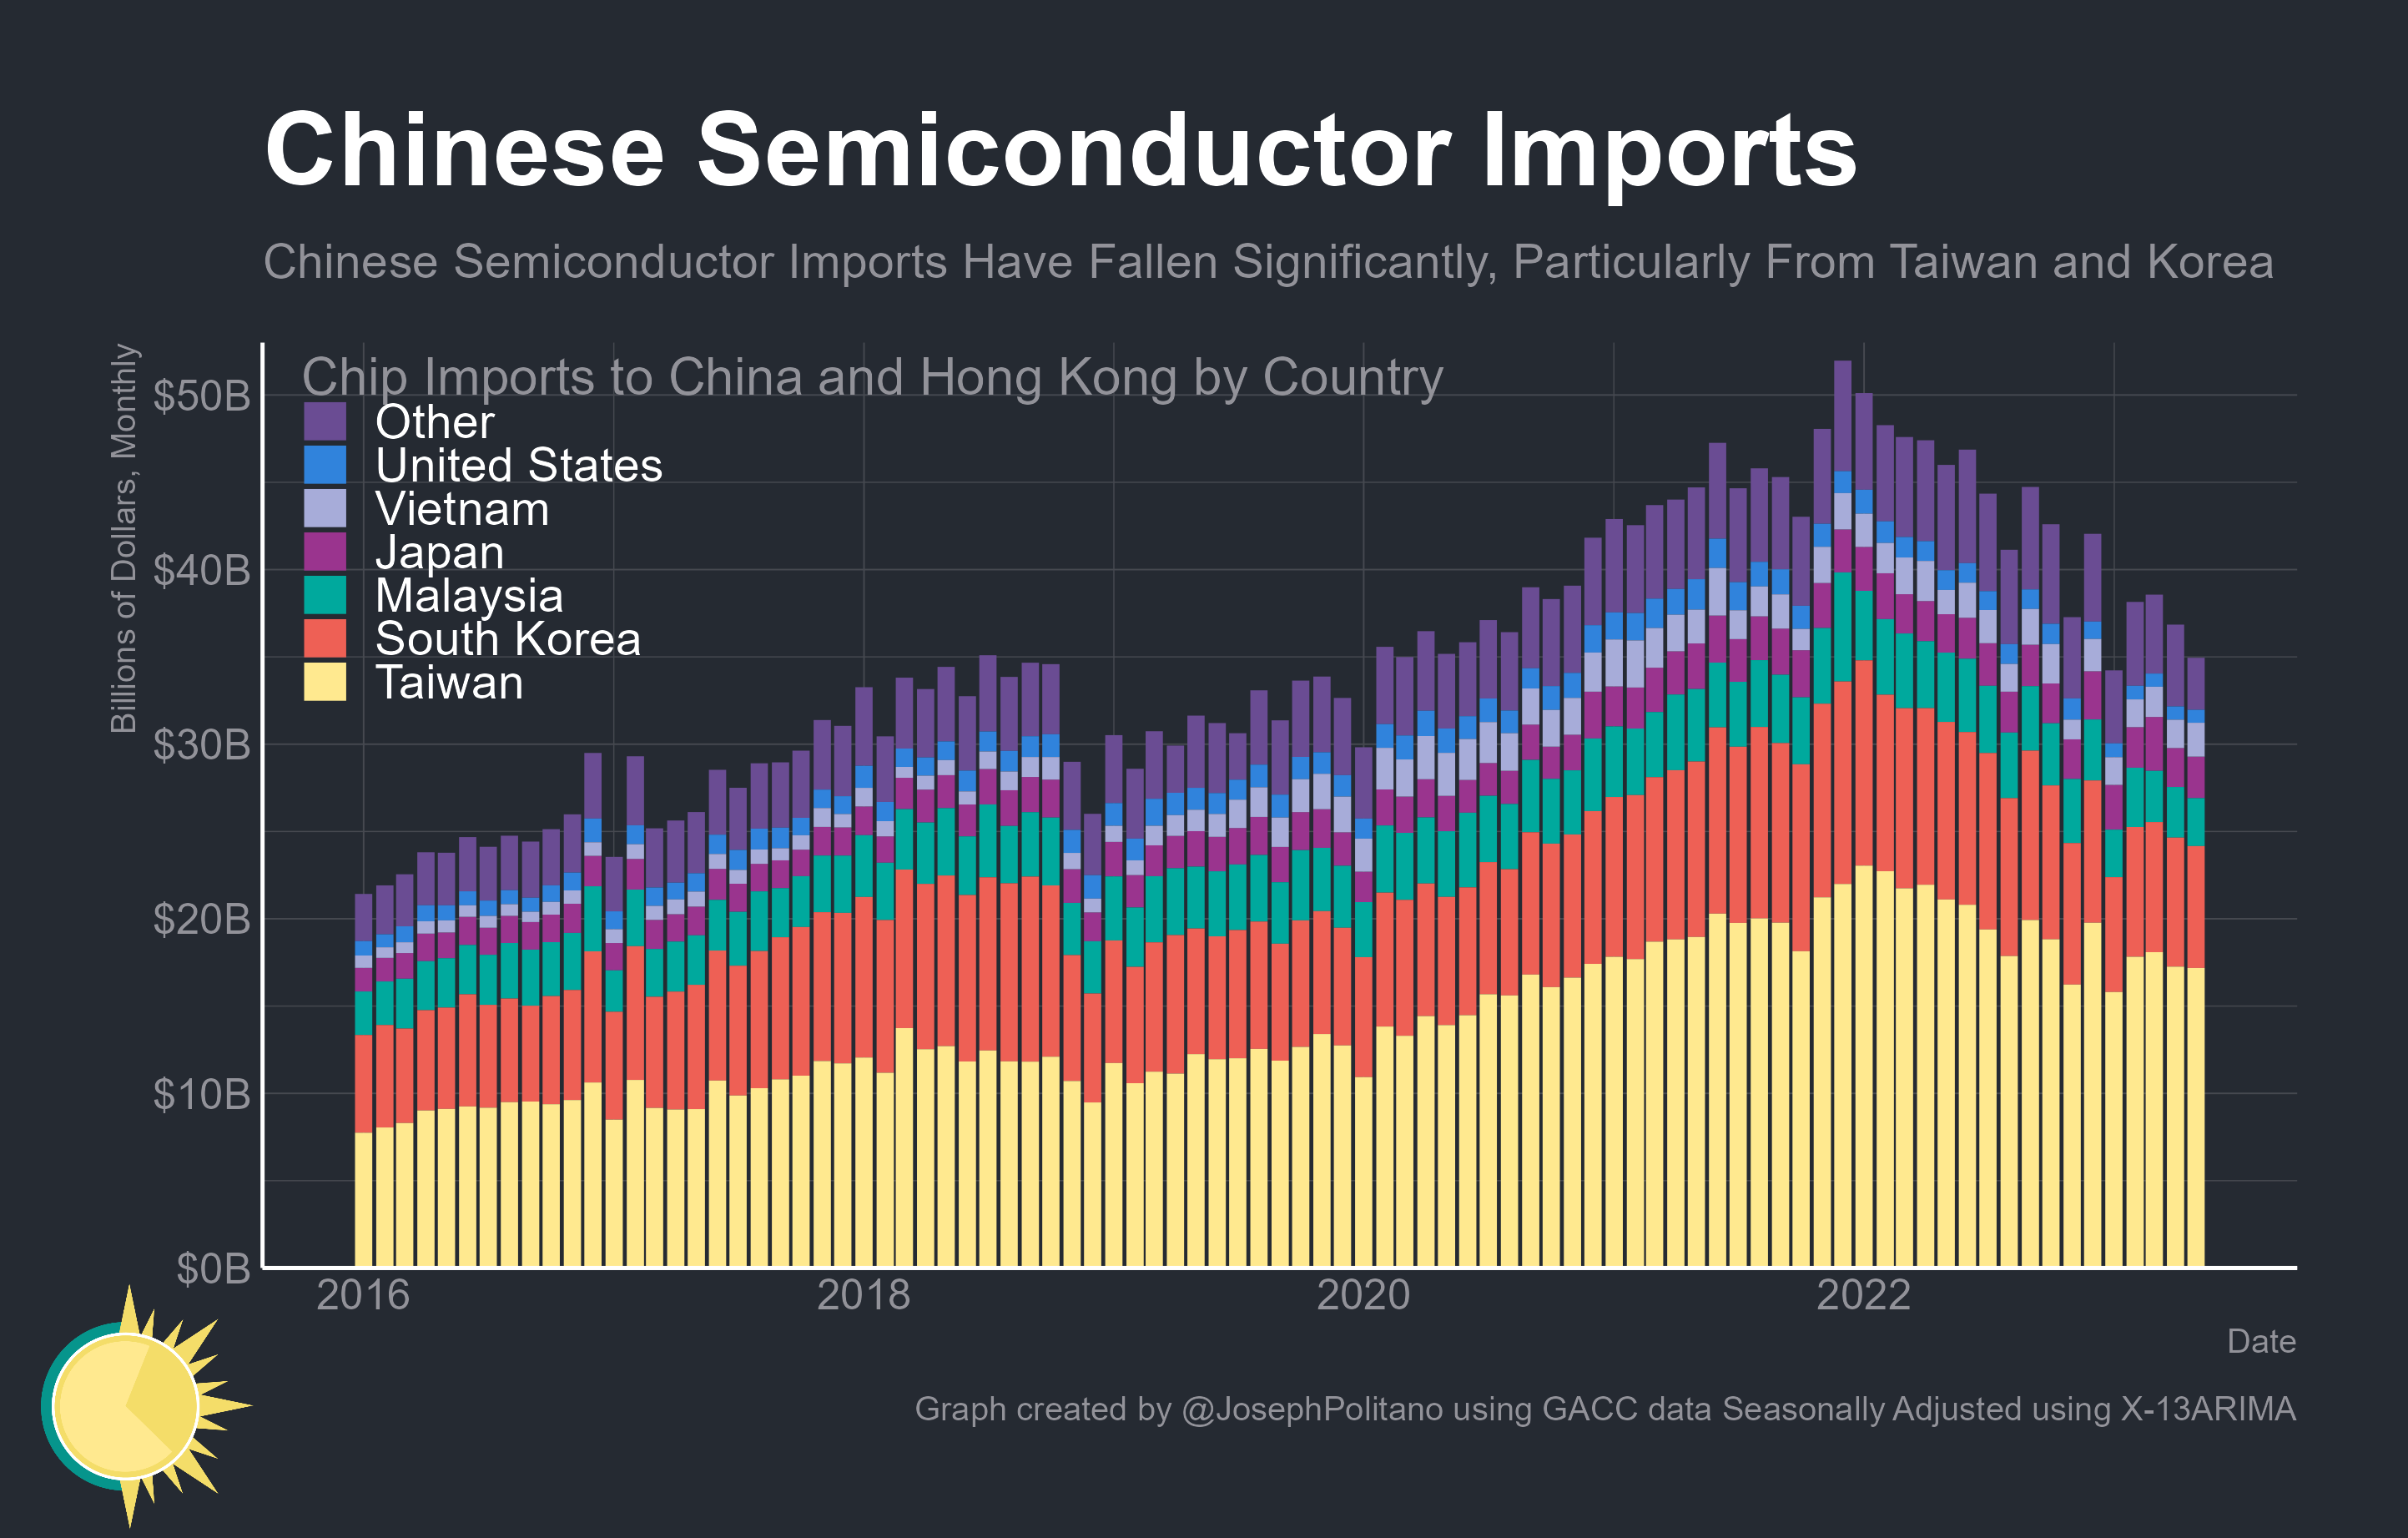 Chinese Semiconductor Imports
Chinese Semiconductor Imports Have Fallen Significantly, Particularly From Taiwan and Korea
Billions of Dollars, Monthly
Chip Imports to China and Hong Kong by Country
Other
United States
Vietnam
Japan
Malaysia
South Korea
Taiwan
$50B
$40B
$30B
$20B
$10B
$0B
2016
2018
2020
2022
Date
Graph created by @JosephPolitano using GACC data Seasonally Adjusted using X-13ARIMA